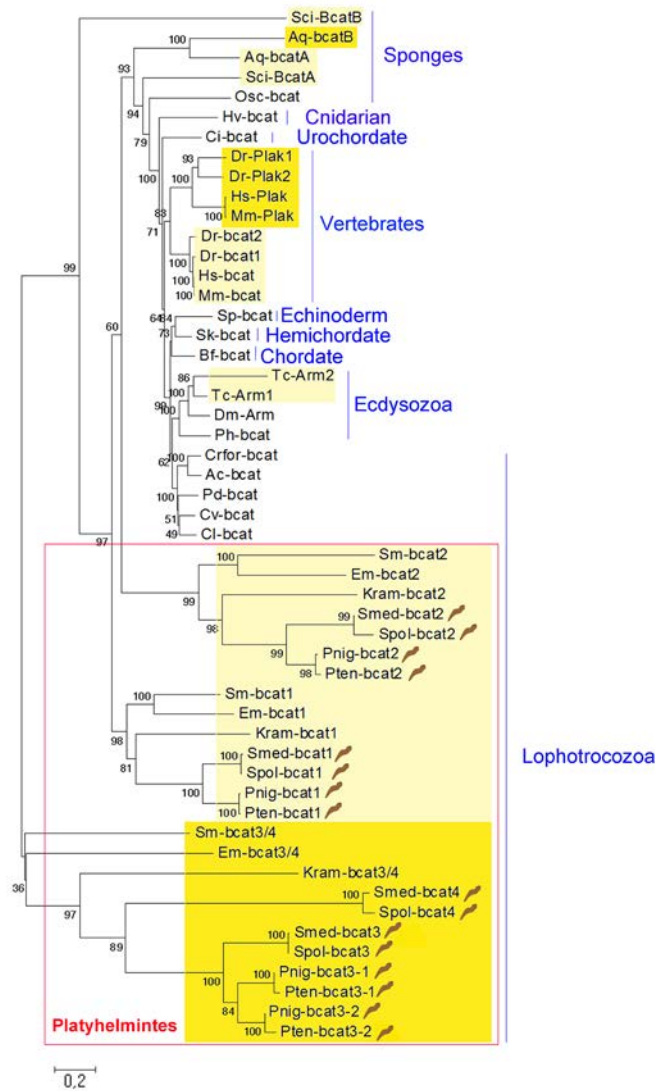 Sci-BcatB
100
Aq-bcatB
Aq-bcatA
Sponges
93
Sci-BcatA
94
Osc-bcat
79
Hv-bcat
Cnidarian
Ci-bcat
Urochordate
100
93
Dr-Plak1
Dr-Plak2
100
Hs-Plak
83
100
Mm-Plak
Vertebrates
71
Dr-bcat2
Dr-bcat1
100
Hs-bcat
99
100
Mm-bcat
100
Sp-bcat
Echinoderm
64
84
Sk-bcat
Hemichordate
73
60
Bf-bcat
Chordate
86
Tc-Arm2
100
Tc-Arm1
Ecdysozoa
99
100
Dm-Arm
Ph-bcat
100
Crfor-bcat
62
Ac-bcat
100
Pd-bcat
51
Cv-bcat
49
Cl-bcat
97
100
Sm-bcat2
Em-bcat2
99
Kram-bcat2
98
99
Smed-bcat2
Spol-bcat2
99
Pnig-bcat2
98
Pten-bcat2
100
Sm-bcat1
Em-bcat1
98
Kram-bcat1
Lophotrocozoa
81
100
Smed-bcat1
Spol-bcat1
100
100
Pnig-bcat1
Pten-bcat1
Sm-bcat3/4
Em-bcat3/4
36
Kram-bcat3/4
97
100
Smed-bcat4
Spol-bcat4
89
100
Smed-bcat3
Spol-bcat3
100
100
Pnig-bcat3-1
Pten-bcat3-1
84
Pnig-bcat3-2
100
Pten-bcat3-2
Platyhelmintes
0,2